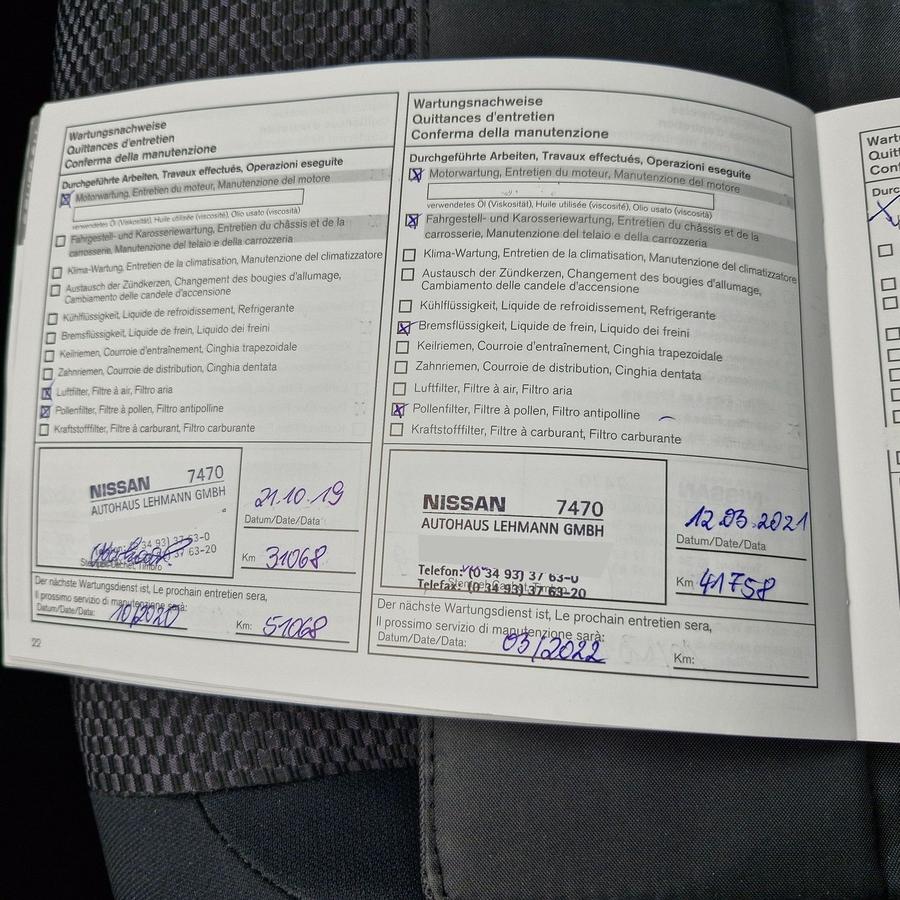 Wartungsnachweise
Quittances d'entretien
Conferma della manutenzione
Durchgeführte Arbeiten, Travaux effectués, Operazioni eseguite
Motorwartung, Entretien du moteur, Manutenzione del motore
verwendetes Öl (Viskosität), Huile utilisée (viscosité), Olio usato (viscosità)
Fahrgestell- und Karosseriewartung, Entretien du châssis et de la
carrosserie, Manutenzione del telaio e della carrozzeria
Klima-Wartung, Entretien de la climatisation, Manutenzione del climatizzatore
Austausch der Zündkerzen, Changement des bougies d'allumage,
Cambiamento delle candele d'accensione
Kühlflüssigkeit, Liquide de refroidissement, Refrigerante
Bremsflüssigkeit, Liquide de frein, Liquido dei freini
Keilriemen, Courroie d'entraînement, Cinghia trapezoidale
Zahnriemen, Courroie de distribution, Cinghia dentata
Luftfilter, Filtre à air, Filtro aria
Pollenfilter, Filtre à pollen, Filtro antipolline
Kraftstofffilter, Filtre à carburant, Filtro carburante
NISSAN 7470
AUTOHAUS LEHMANN GMBH
34 93) 37 63-0
37 63-20
21.10.19
Datum/Date/Data
Km 31068
Der nächste Wartungsdienst ist, Le prochain entretien sera,
Il prossimo servizio di manutenzione sarà:
Datum/Date/Data: 10/2020 Km: 51068
22
Wartungsnachweise
Quittances d'entretien
Conferma della manutenzione
Durchgeführte Arbeiten, Travaux effectués, Operazioni eseguite
Motorwartung, Entretien du moteur, Manutenzione del motore
verwendetes Öl (Viskosität), Huile utilisée (viscosité), Olio usato (viscosità)
Fahrgestell- und Karosseriewartung, Entretien du châssis et de la
carrosserie, Manutenzione del telaio e della carrozzeria
Klima-Wartung, Entretien de la climatisation, Manutenzione del climatizzatore
Austausch der Zündkerzen, Changement des bougies d'allumage,
Cambiamento delle candele d'accensione
Kühlflüssigkeit, Liquide de refroidissement, Refrigerante
Bremsflüssigkeit, Liquide de frein, Liquido dei freini
Keilriemen, Courroie d'entraînement, Cinghia trapezoidale
Zahnriemen, Courroie de distribution, Cinghia dentata
Luftfilter, Filtre à air, Filtro aria
Pollenfilter, Filtre à pollen, Filtro antipolline
Kraftstofffilter, Filtre à carburant, Filtro carburante
NISSAN 7470
AUTOHAUS LEHMANN GMBH
Telefon: (0 34 93) 37 63-0
Telefax: (0 34 93) 37 63-20
12.03.2021
Datum/Date/Data
Km 41758
Der nächste Wartungsdienst ist, Le prochain entretien sera,
Il prossimo servizio di manutenzione sarà:
Datum/Date/Data: 03/2022 Km:
Wart
Quitt
Con
Durc